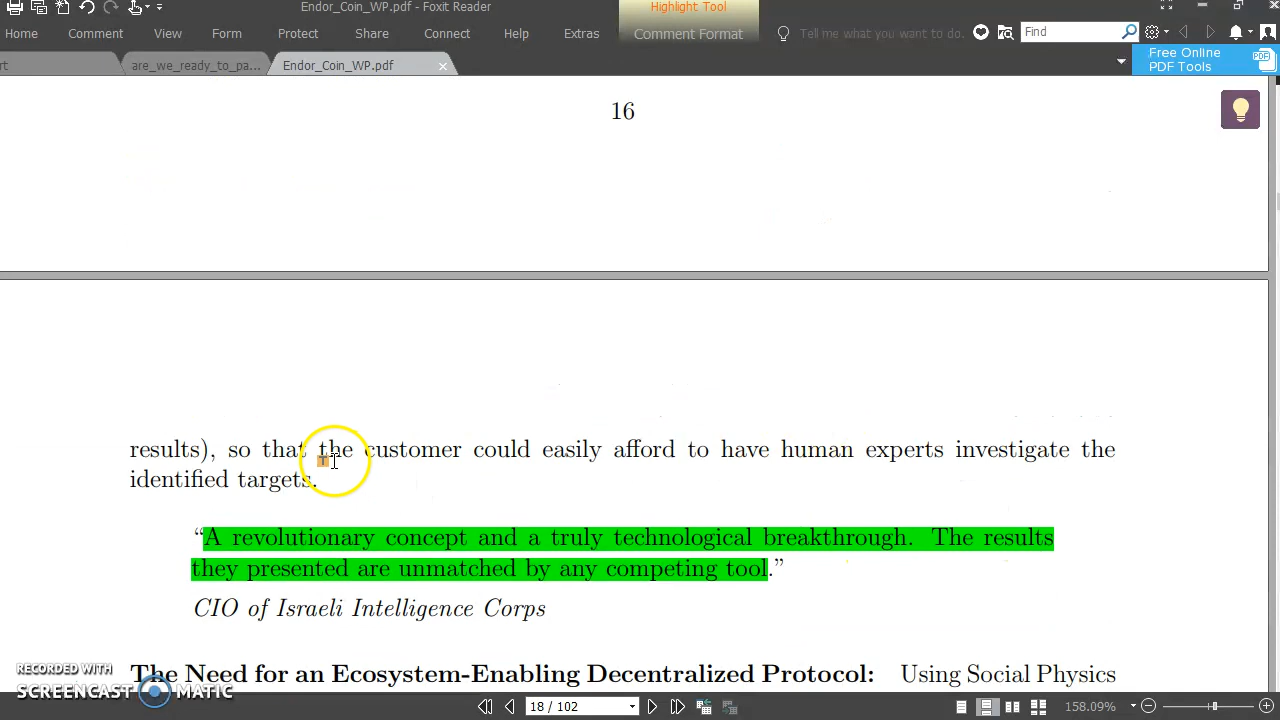 Endor_Coin_WP.pdf - Foxit Reader
Highlight Tool
Home Comment View Form Protect Share Connect Help Extras Comment Format Tell me what you want to do. Find
rt are_we_ready_to_pa... Endor_Coin_WP.pdf × Free Online
PDF Tools PDF
16
results), so that the customer could easily afford to have human experts investigate the
identified targets.
“A revolutionary concept and a truly technological breakthrough. The results
they presented are unmatched by any competing tool.”
CIO of Israeli Intelligence Corps
The Need for an Ecosystem-Enabling Decentralized Protocol: Using Social Physics
RECORDED WITH
SCREENCAST MATIC
18 / 102 158.09%